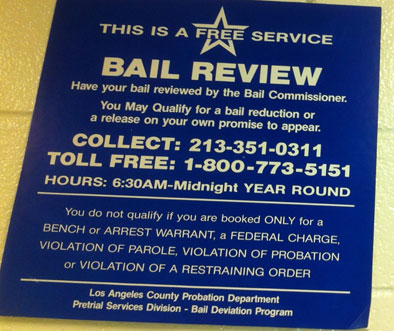 THIS IS A FREE SERVICE
BAIL REVIEW
Have your bail reviewed by the Bail Commissioner.
You May Qualify for a bail reduction or
a release on your own promise to appear.
COLLECT: 213-351-0311
TOLL FREE: 1-800-773-5151
HOURS: 6:30AM-Midnight YEAR ROUND
You do not qualify if you are booked ONLY for a
BENCH or ARREST WARRANT, a FEDERAL CHARGE,
VIOLATION OF PAROLE, VIOLATION OF PROBATION
or VIOLATION OF A RESTRAINING ORDER
Los Angeles County Probation Department
Pretrial Services Division - Bail Deviation Program